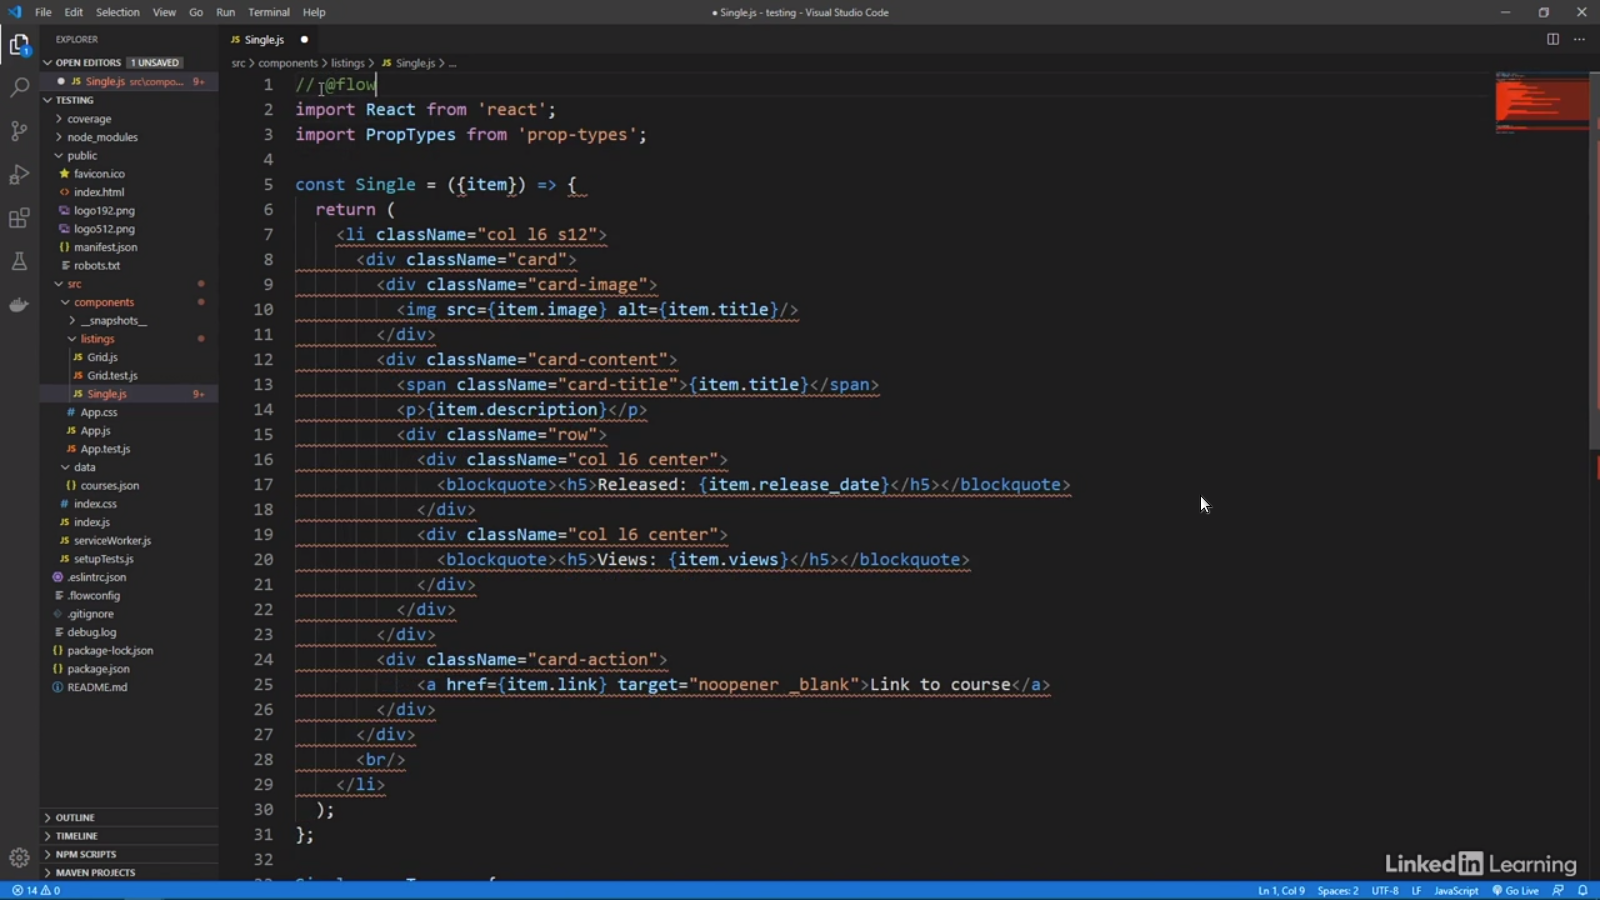 File Edit Selection View Go Run Terminal Help
● Single.js - testing - Visual Studio Code
EXPLORER
OPEN EDITORS 1 UNSAVED
JS Single.js src\compo... 9+
TESTING
coverage
node_modules
public
favicon.ico
<> index.html
logo192.png
logo512.png
{} manifest.json
robots.txt
src
components
__snapshots__
listings
JS Grid.js
JS Grid.test.js
JS Single.js 9+
# App.css
JS App.js
JS App.test.js
data
{} courses.json
# index.css
JS index.js
JS serviceWorker.js
JS setupTests.js
.eslintrc.json
.flowconfig
.gitignore
debug.log
{} package-lock.json
{} package.json
README.md
OUTLINE
TIMELINE
NPM SCRIPTS
MAVEN PROJECTS
JS Single.js ●
src > components > listings > JS Single.js > ...
1 // @flow
2 import React from 'react';
3 import PropTypes from 'prop-types';
4
5 const Single = ({item}) => {
6 return (
7 <li className="col l6 s12">
8 <div className="card">
9 <div className="card-image">
10 <img src={item.image} alt={item.title}/>
11 </div>
12 <div className="card-content">
13 <span className="card-title">{item.title}</span>
14 <p>{item.description}</p>
15 <div className="row">
16 <div className="col l6 center">
17 <blockquote><h5>Released: {item.release_date}</h5></blockquote>
18 </div>
19 <div className="col l6 center">
20 <blockquote><h5>Views: {item.views}</h5></blockquote>
21 </div>
22 </div>
23 </div>
24 <div className="card-action">
25 <a href={item.link} target="noopener _blank">Link to course</a>
26 </div>
27 </div>
28 <br/>
29 </li>
30 );
31 };
32
LinkedIn Learning
14 0
Ln 1, Col 9 Spaces: 2 UTF-8 LF JavaScript Go Live